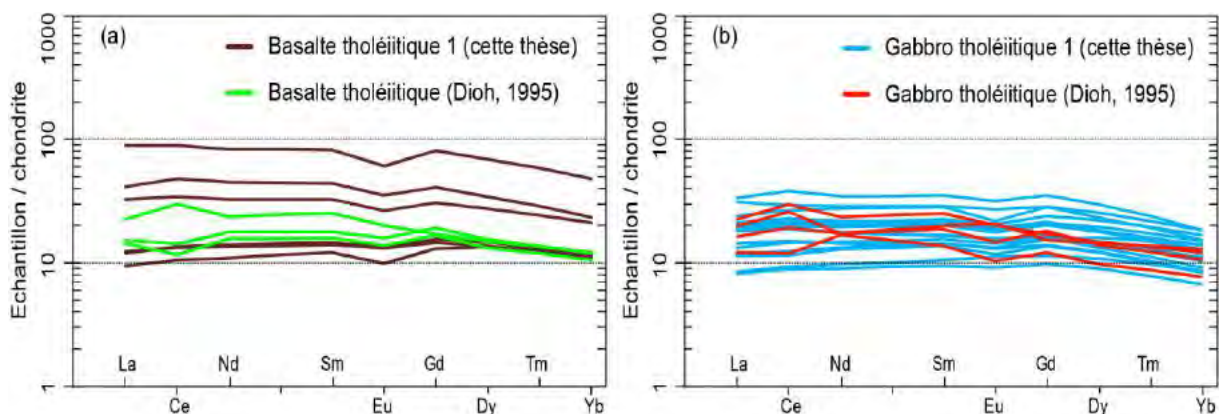 (a)
Basalte tholéiitique 1 (cette thèse)
Basalte tholéiitique (Dioh, 1995)
Echantillon / chondrite
1000
100
10
1
La Nd Sm Gd Tm
Ce Eu Dy Yb
(b)
Gabbro tholéiitique 1 (cette thèse)
Gabbro tholéiitique (Dioh, 1995)
Echantillon / chondrite
1000
100
10
1
La Nd Sm Gd Tm
Ce Eu Dy Yb